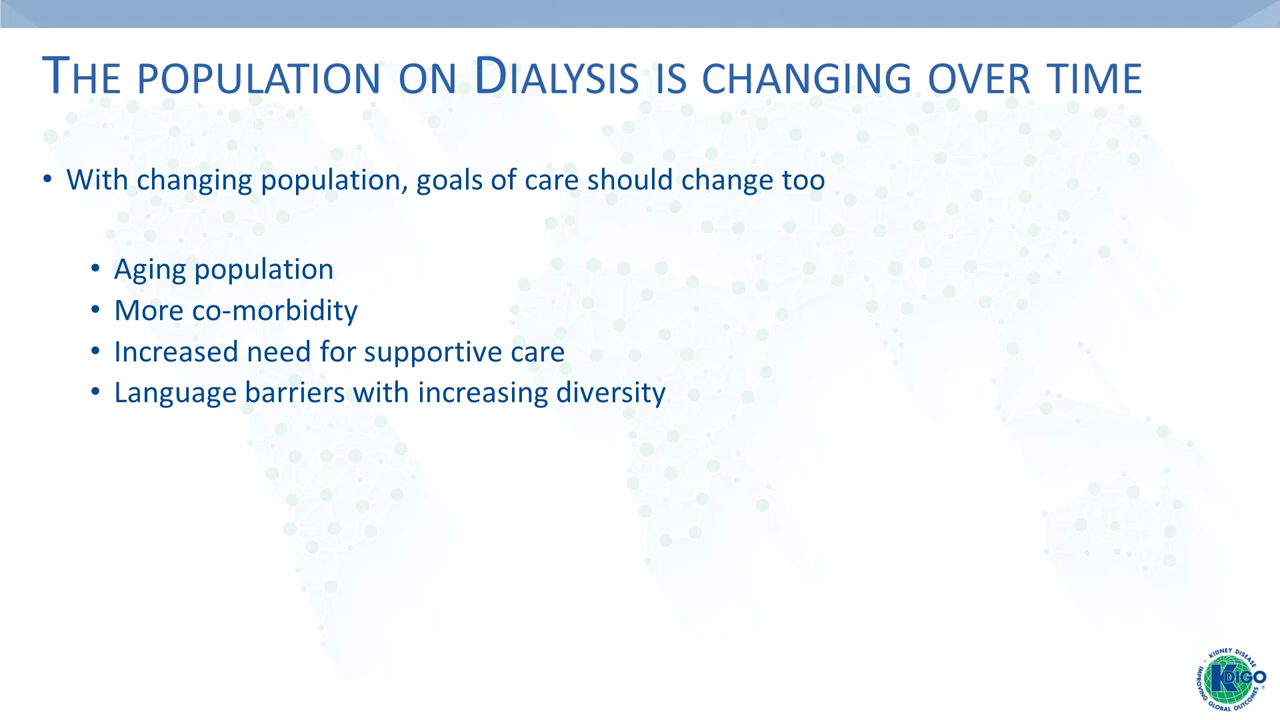 THE POPULATION ON DIALYSIS IS CHANGING OVER TIME
• With changing population, goals of care should change too
• Aging population
• More co-morbidity
• Increased need for supportive care
• Language barriers with increasing diversity
KIDNEY DISEASE
KDIGO
®
IMPROVING GLOBAL OUTCOMES